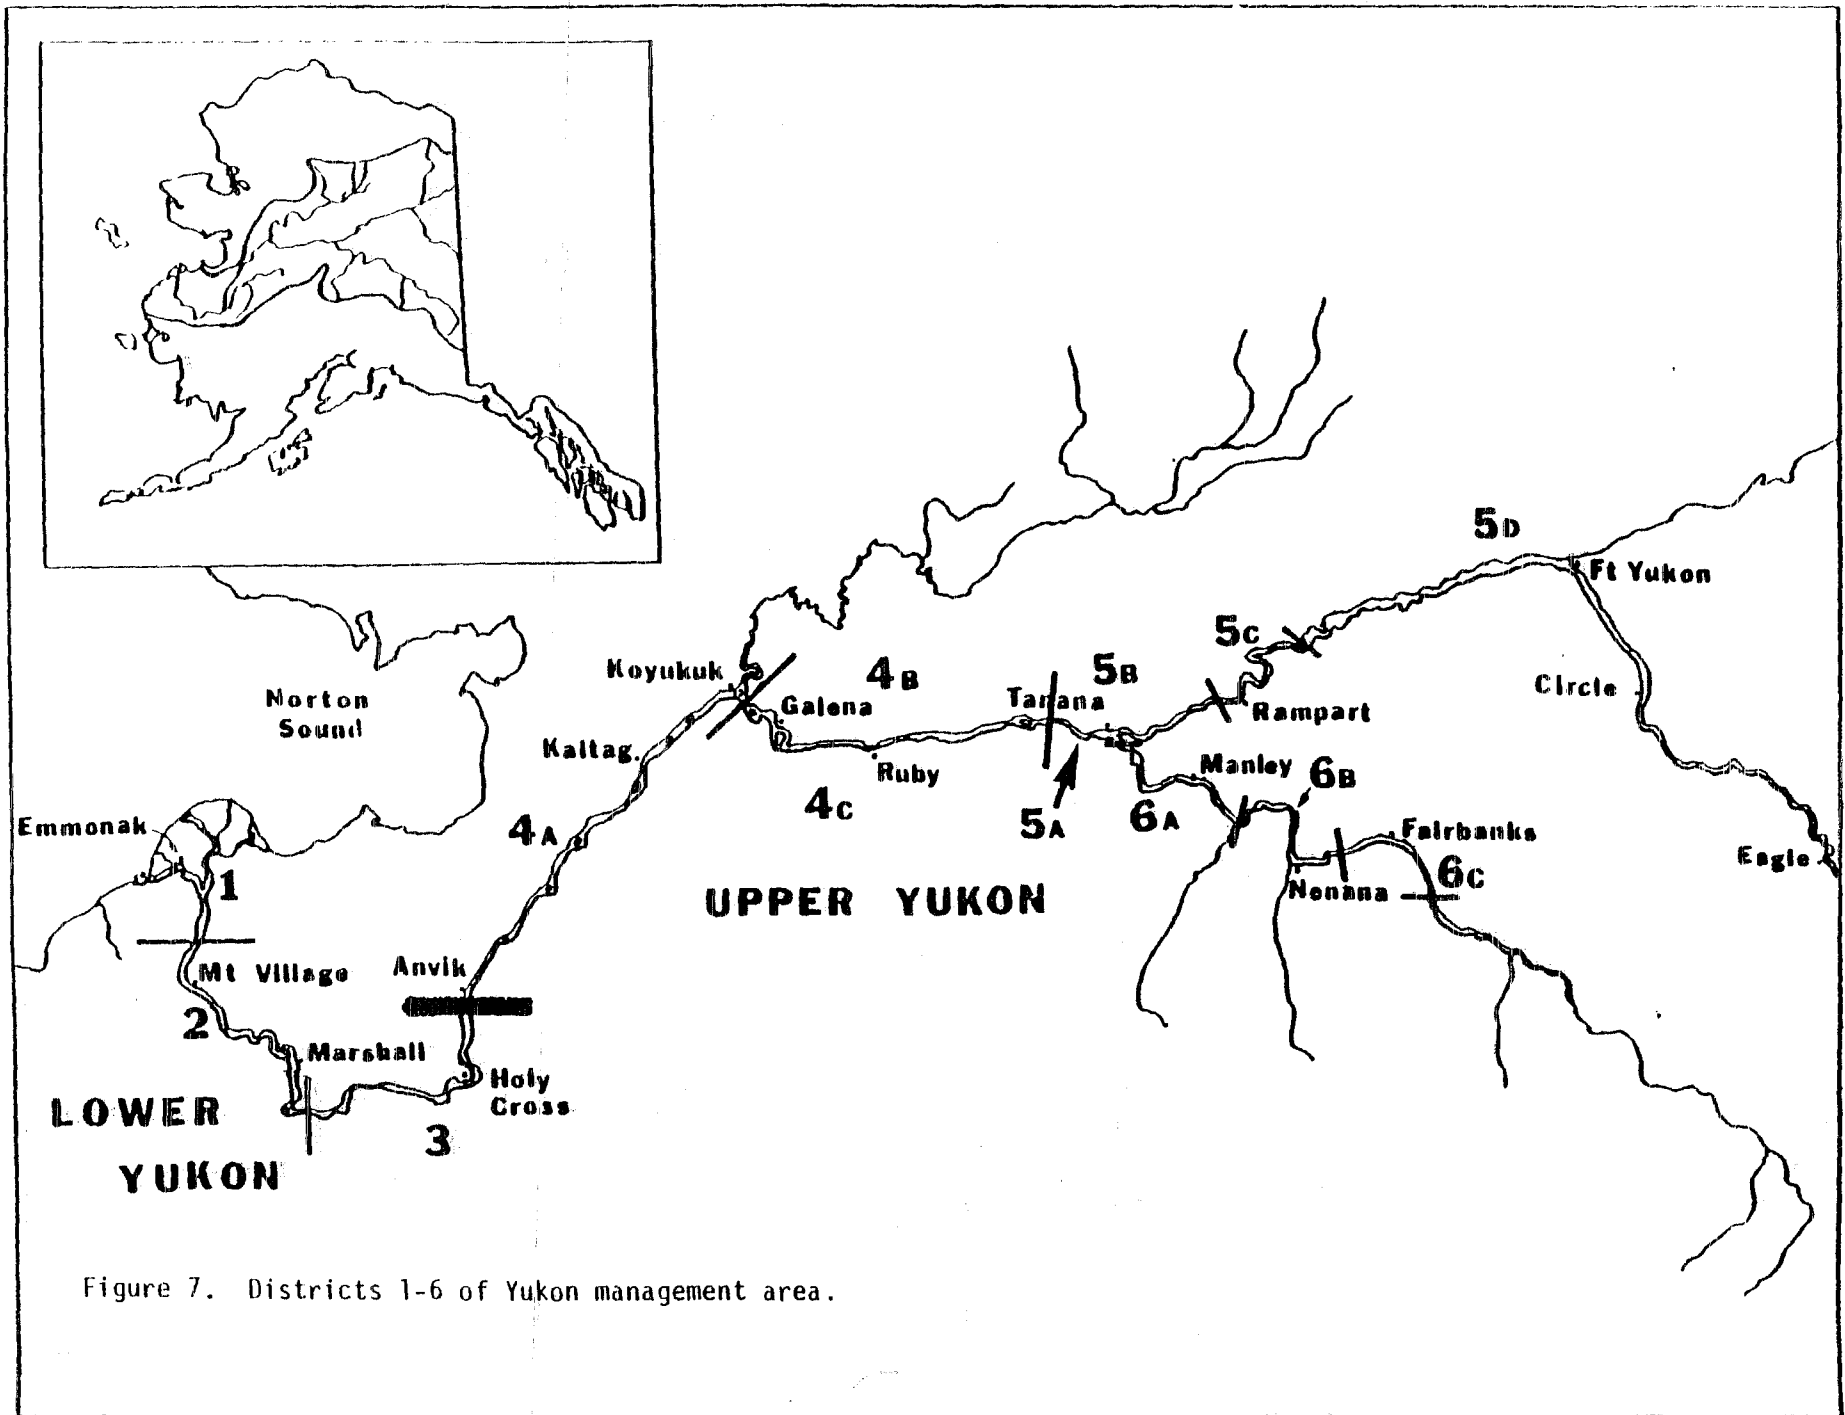 5D
Ft Yukon
5C
Koyukuk
4B
5B
Norton
Sound
Galena
Tanana
Rampart
Circle
Kaltag
Ruby
Manley
6B
4C
5A
6A
Emmonak
4A
Fairbanks
Eagle
1
6C
Nenana
UPPER YUKON
Mt Village
Anvik
2
Marshall
Holy
Cross
LOWER
YUKON
3
Figure 7. Districts 1-6 of Yukon management area.